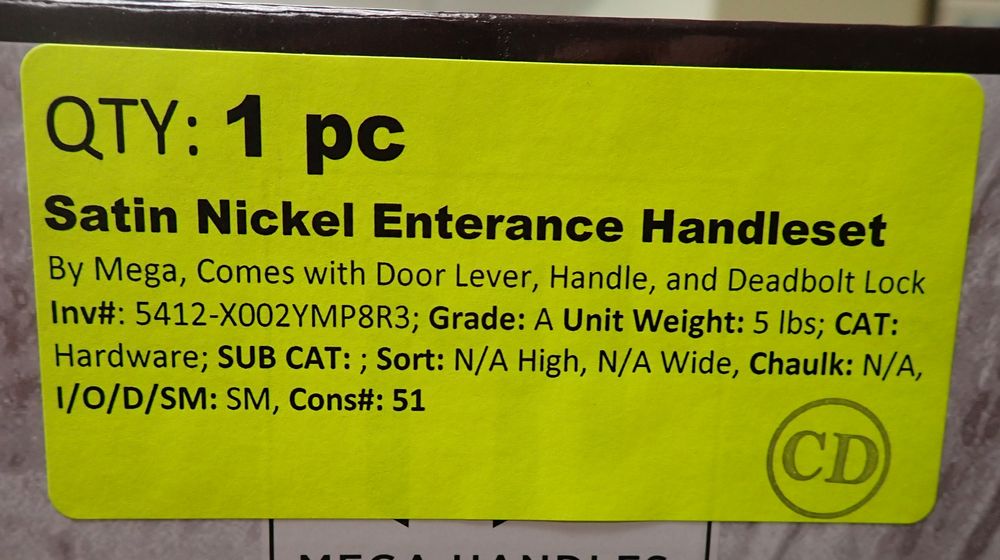 QTY: 1 pc
Satin Nickel Enterance Handleset
By Mega, Comes with Door Lever, Handle, and Deadbolt Lock
Inv#: 5412-X002YMP8R3; Grade: A Unit Weight: 5 lbs; CAT:
Hardware; SUB CAT: ; Sort: N/A High, N/A Wide, Chaulk: N/A,
I/O/D/SM: SM, Cons#: 51
CD
MEGA HANDLES